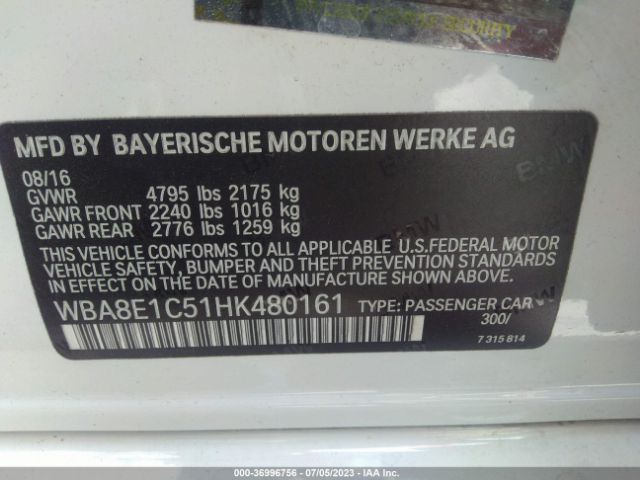 MFD BY BAYERISCHE MOTOREN WERKE AG
08/16
GVWR 4795 lbs 2175 kg
GAWR FRONT 2240 lbs 1016 kg
GAWR REAR 2776 lbs 1259 kg
THIS VEHICLE CONFORMS TO ALL APPLICABLE U.S.FEDERAL MOTOR
VEHICLE SAFETY, BUMPER AND THEFT PREVENTION STANDARDS
IN EFFECT ON THE DATE OF MANUFACTURE SHOWN ABOVE.
WBA8E1C51HK480161 TYPE: PASSENGER CAR
300/
7 315 814
BMW
BMW
000-36996756 - 07/05/2023 - IAA Inc.